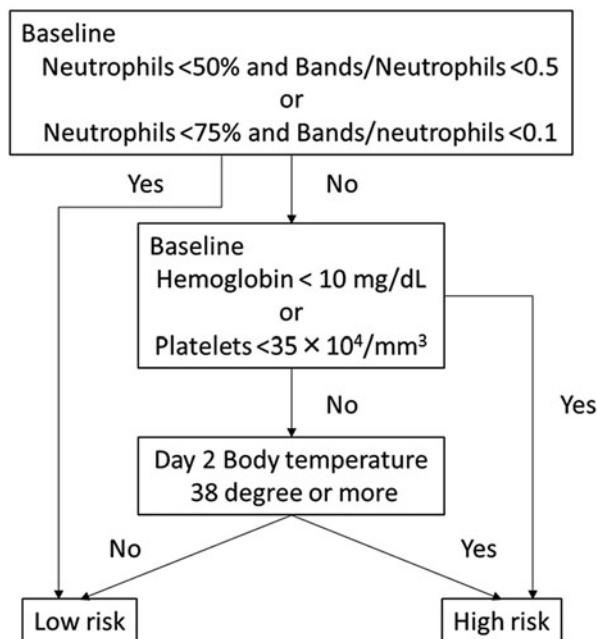 Baseline
Neutrophils <50% and Bands/Neutrophils <0.5
or
Neutrophils <75% and Bands/neutrophils <0.1
Yes
No
Baseline
Hemoglobin < 10 mg/dL
or
Platelets <35 × 10⁴/mm³
No
Yes
Day 2 Body temperature
38 degree or more
No
Yes
Low risk
High risk